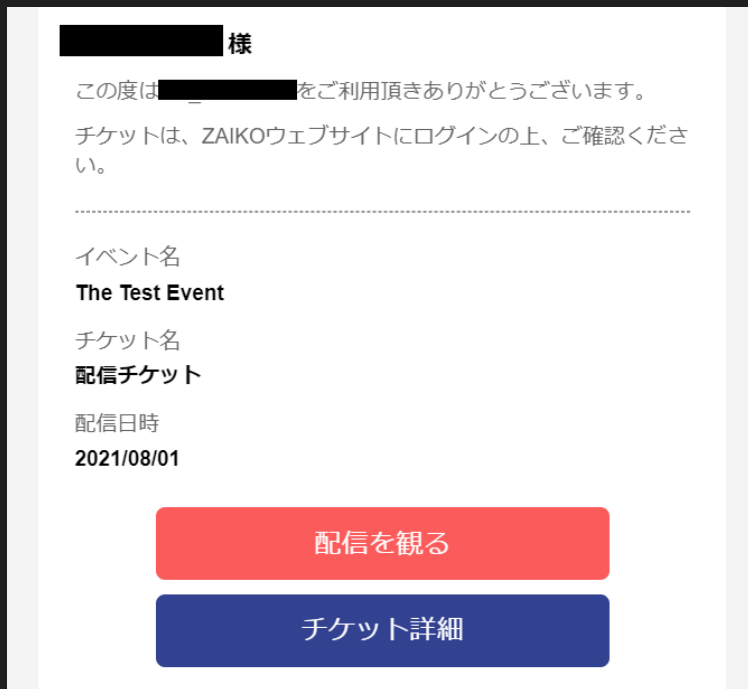 様
この度は をご利用頂きありがとうございます。
チケットは、ZAIKOウェブサイトにログインの上、ご確認くださ
い。
イベント名
The Test Event
チケット名
配信チケット
配信日時
2021/08/01
配信を観る
チケット詳細